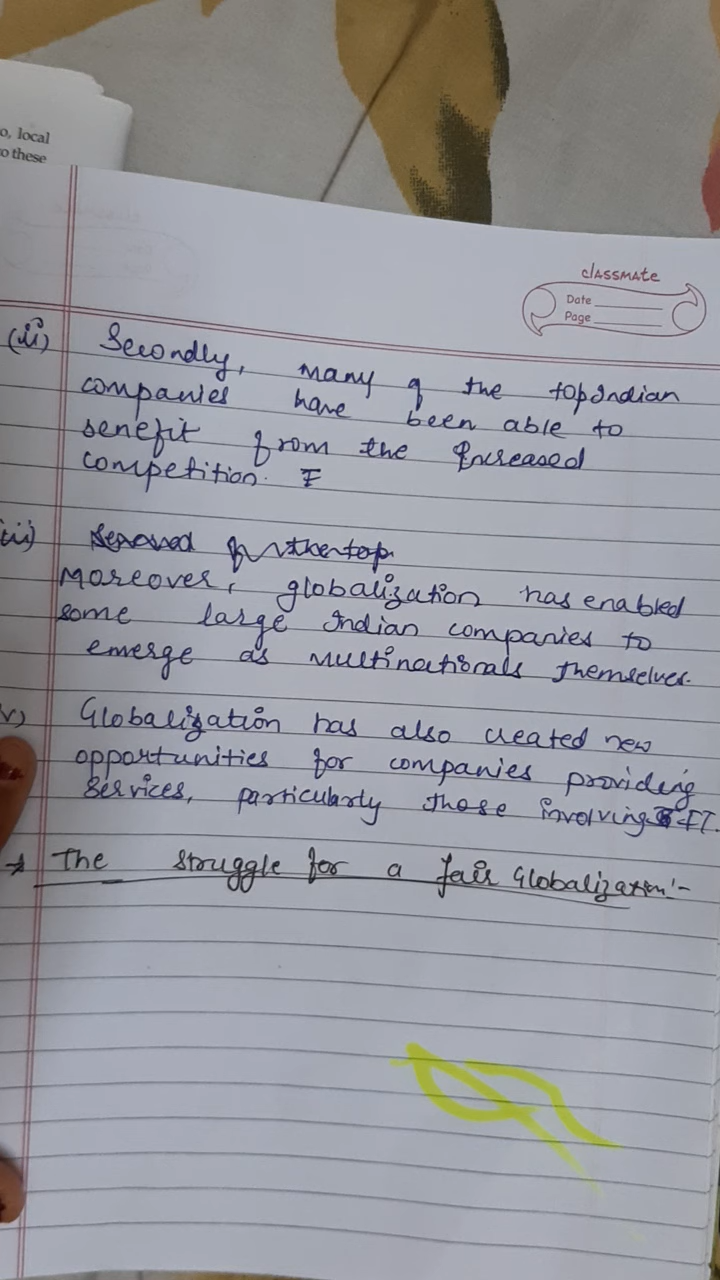 o, local
o these
classmate
Date
Page
(ii) Secondly, many of the top Indian
companies have been able to
benefit from the Increased
competition.
iii)
Moreover, globalization has enabled
some large Indian companies to
emerge as multinationals themselves.
v) Globalization has also created new
opportunities for companies providing
services, particularly those involving IT.
→ The struggle for a fair Globalization:-